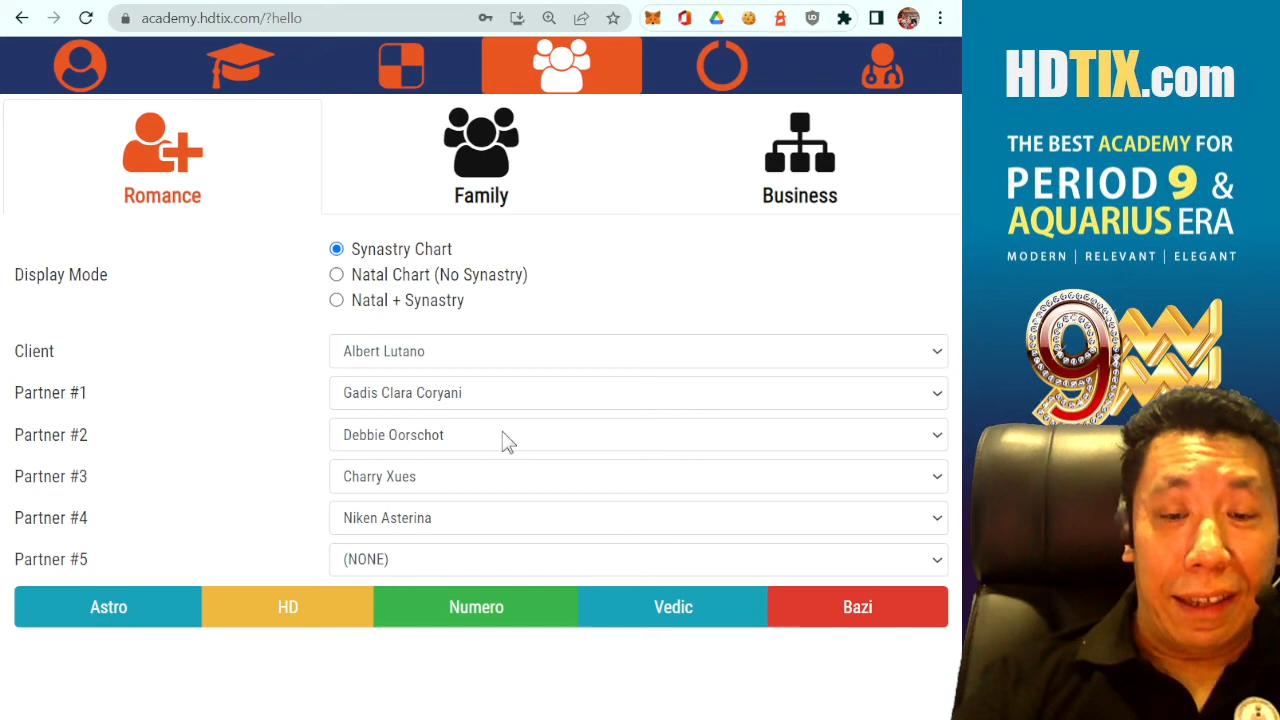 academy.hdtix.com/?hello
Romance
Family
Business
Display Mode
Synastry Chart
Natal Chart (No Synastry)
Natal + Synastry
Client
Albert Lutano
Partner #1
Gadis Clara Coryani
Partner #2
Debbie Oorschot
Partner #3
Charry Xues
Partner #4
Niken Asterina
Partner #5
(NONE)
Astro
HD
Numero
Vedic
Bazi
HDTIX.com
THE BEST ACADEMY FOR
PERIOD 9 &
AQUARIUS ERA
MODERN | RELEVANT | ELEGANT
9